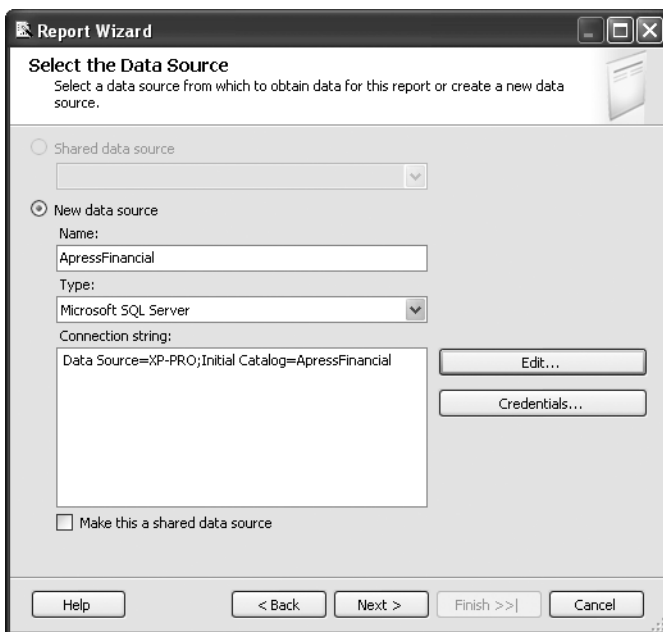 Report Wizard
Select the Data Source
Select a data source from which to obtain data for this report or create a new data
source.
Shared data source
New data source
Name:
ApressFinancial
Type:
Microsoft SQL Server
Connection string:
Data Source=XP-PRO;Initial Catalog=ApressFinancial
Edit...
Credentials...
Make this a shared data source
Help
< Back
Next >
Finish >>|
Cancel